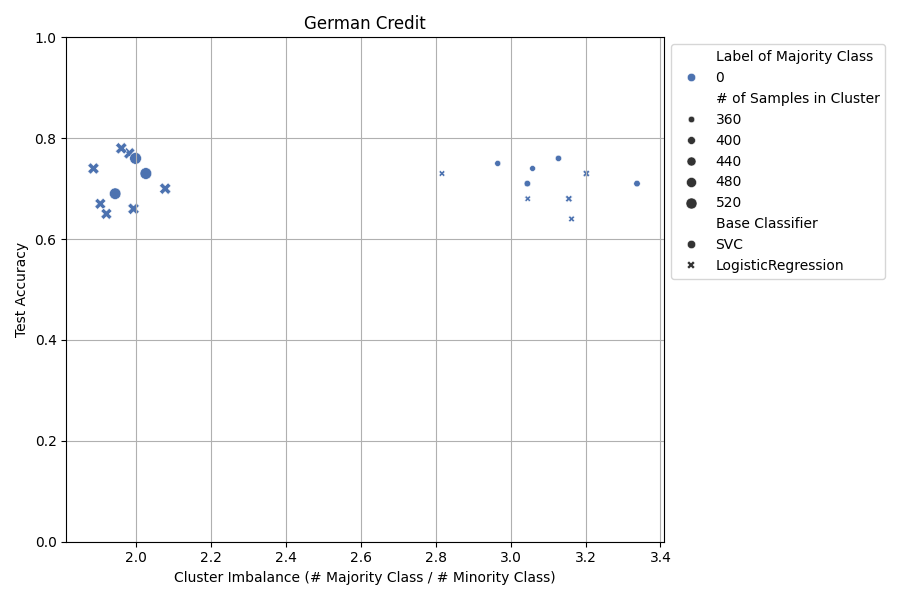 German Credit
1.0
0.8
0.6
0.4
0.2
0.0
Test Accuracy
2.0 2.2 2.4 2.6 2.8 3.0 3.2 3.4
Cluster Imbalance (# Majority Class / # Minority Class)
Label of Majority Class
0
# of Samples in Cluster
360
400
440
480
520
Base Classifier
SVC
LogisticRegression